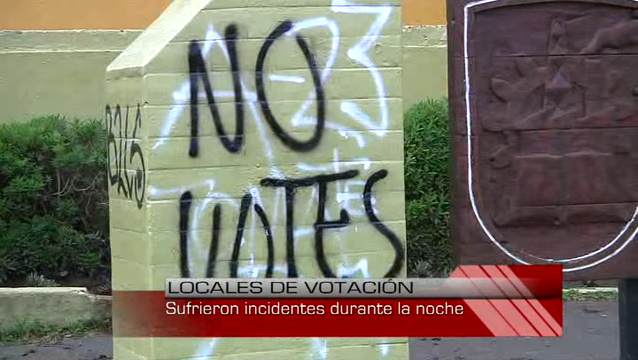 NO
VOTES
LOCALES DE VOTACIÓN
Sufrieron incidentes durante la noche